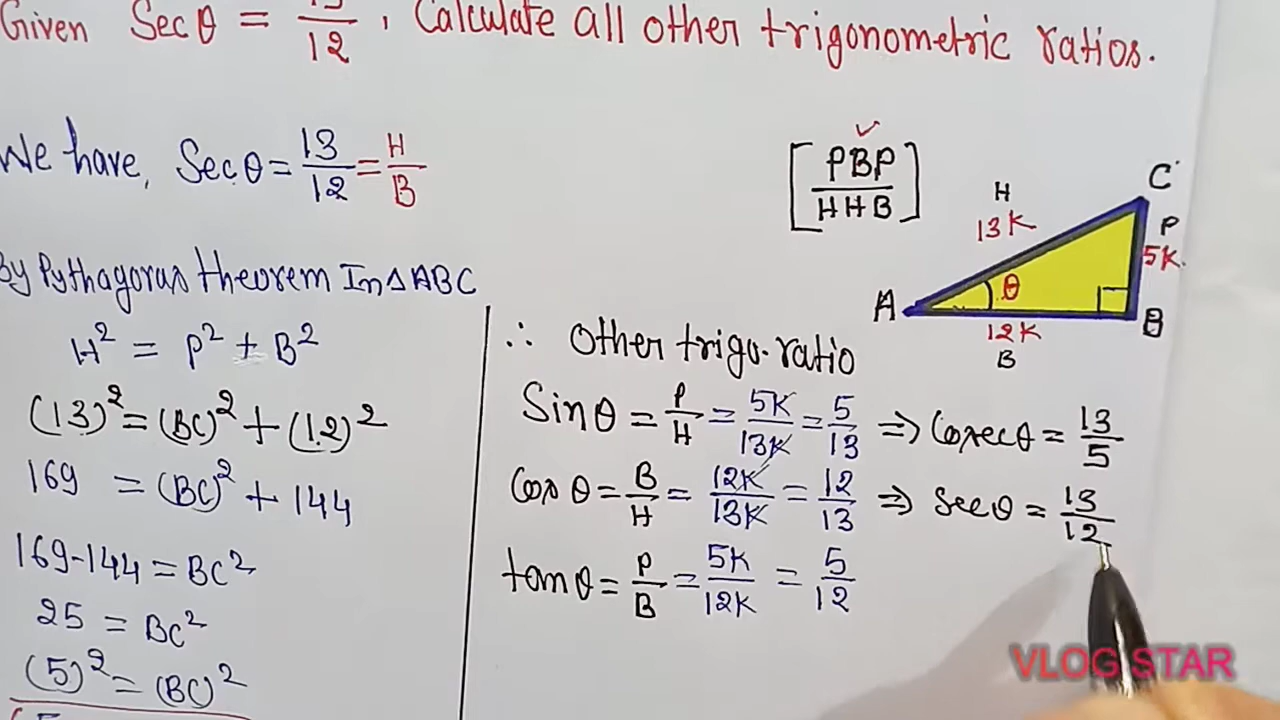 Given Secθ = 13/12, Calculate all other trigonometric ratios.
We have, Secθ = 13/12 = H/B
[PBP/HHB] ✓
C
H
13K
P
5K
A
θ
B
12K
B
By Pythagoras theorem In △ABC
H² = P² + B²
(13)² = (BC)² + (12)²
169 = (BC)² + 144
169-144 = BC²
25 = BC²
(5)² = (BC)²
∴ Other trigo. ratio
Sinθ = P/H = 5K/13K = 5/13 ⇒ Cosecθ = 13/5
Cosθ = B/H = 12K/13K = 12/13 ⇒ Secθ = 13/12
tanθ = P/B = 5K/12K = 5/12
VLOG STAR